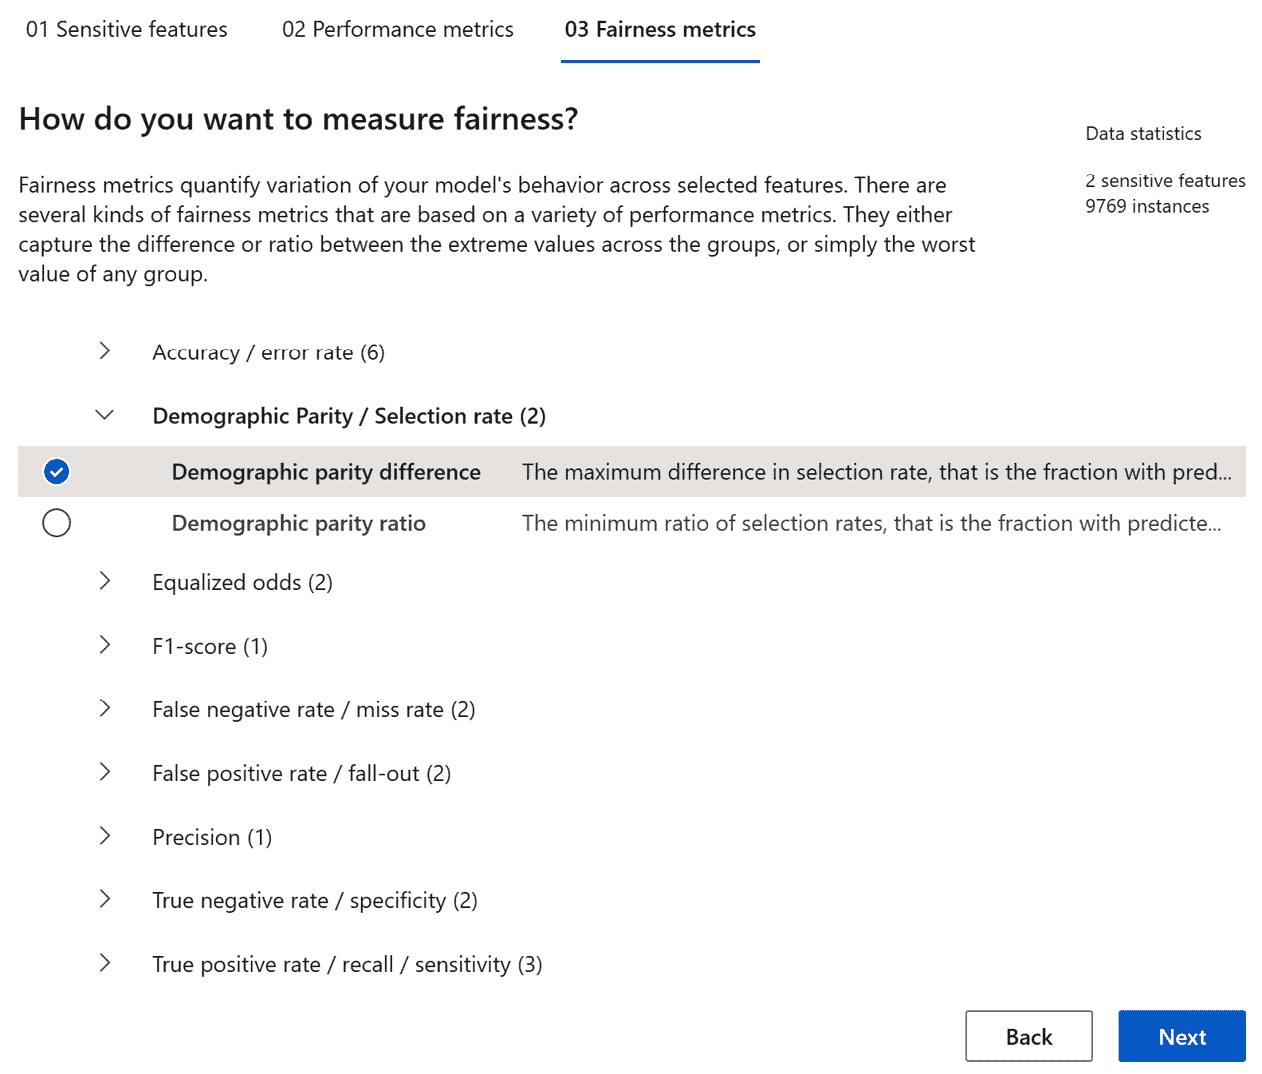 01 Sensitive features 02 Performance metrics 03 Fairness metrics
How do you want to measure fairness?
Data statistics
2 sensitive features
9769 instances
Fairness metrics quantify variation of your model's behavior across selected features. There are
several kinds of fairness metrics that are based on a variety of performance metrics. They either
capture the difference or ratio between the extreme values across the groups, or simply the worst
value of any group.
Accuracy / error rate (6)
Demographic Parity / Selection rate (2)
Demographic parity difference The maximum difference in selection rate, that is the fraction with pred...
Demographic parity ratio The minimum ratio of selection rates, that is the fraction with predicte...
Equalized odds (2)
F1-score (1)
False negative rate / miss rate (2)
False positive rate / fall-out (2)
Precision (1)
True negative rate / specificity (2)
True positive rate / recall / sensitivity (3)
Back Next